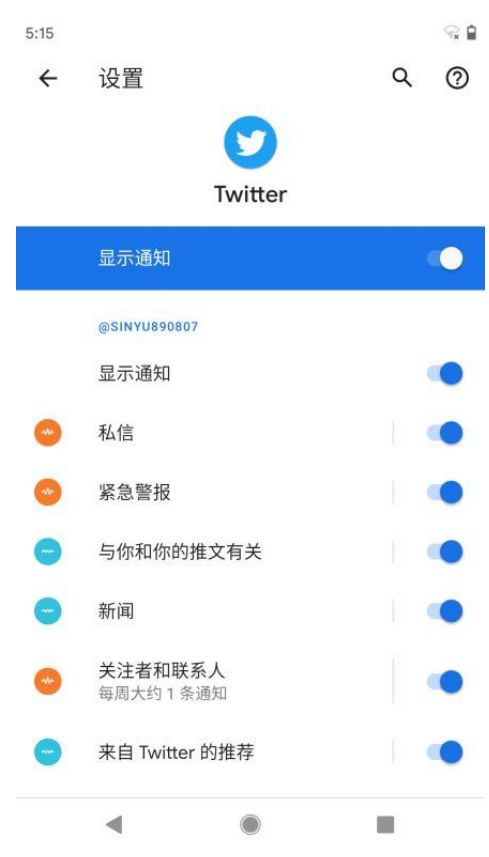 5:15
设置
Twitter
显示通知
@SINYU890807
显示通知
私信
紧急警报
与你和你的推文有关
新闻
关注者和联系人
每周大约 1 条通知
来自 Twitter 的推荐